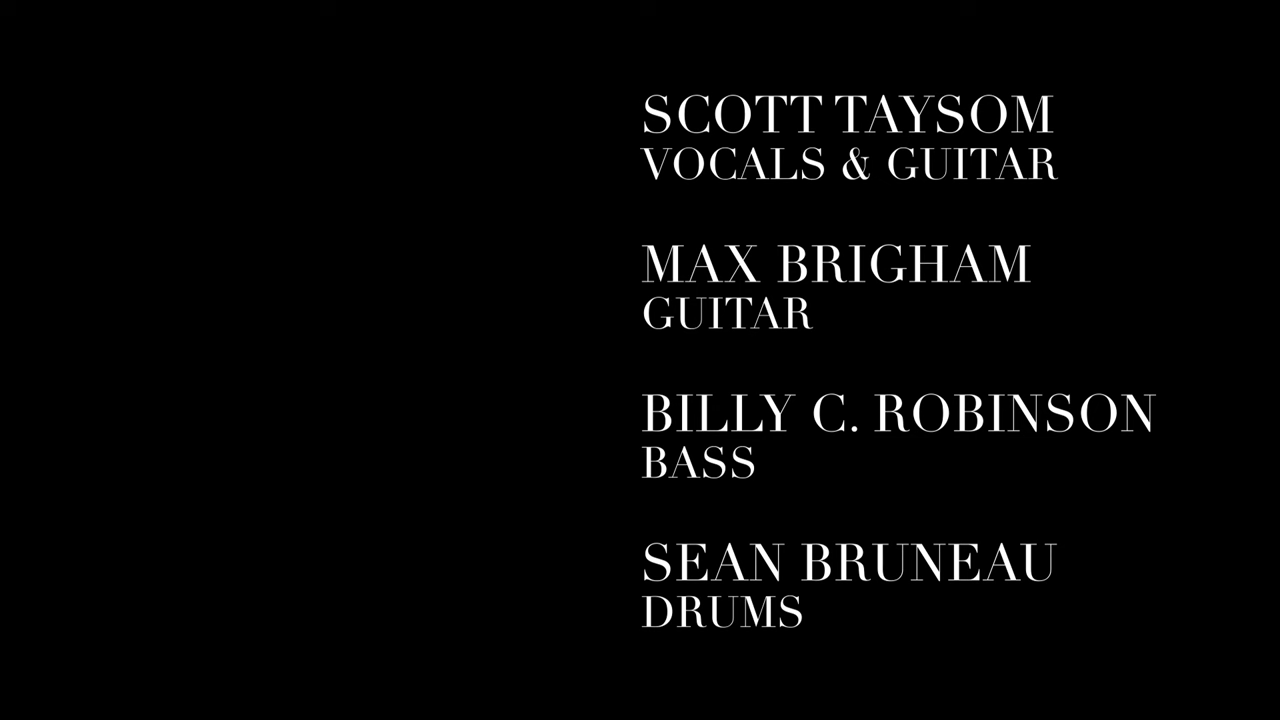 SCOTT TAYSOM
VOCALS & GUITAR
MAX BRIGHAM
GUITAR
BILLY C. ROBINSON
BASS
SEAN BRUNEAU
DRUMS